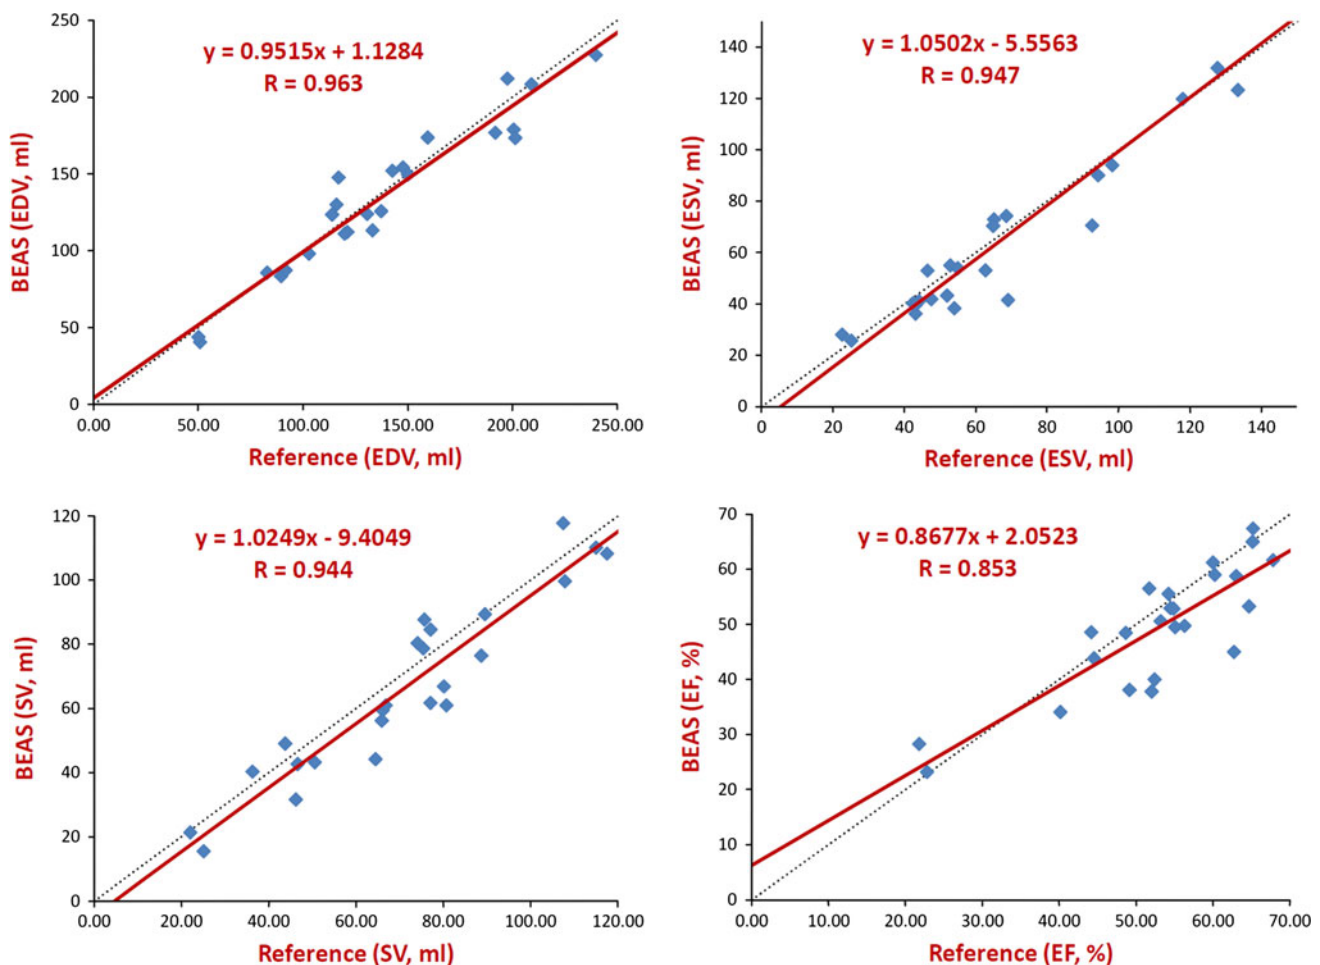 y = 0.9515x + 1.1284
R = 0.963
BEAS (EDV, ml)
250
200
150
100
50
0
0.00 50.00 100.00 150.00 200.00 250.00
Reference (EDV, ml)
y = 1.0502x - 5.5563
R = 0.947
BEAS (ESV, ml)
140
120
100
80
60
40
20
0
0 20 40 60 80 100 120 140
Reference (ESV, ml)
y = 1.0249x - 9.4049
R = 0.944
BEAS (SV, ml)
120
100
80
60
40
20
0
0.00 20.00 40.00 60.00 80.00 100.00 120.00
Reference (SV, ml)
y = 0.8677x + 2.0523
R = 0.853
BEAS (EF, %)
70
60
50
40
30
20
10
0
0.00 10.00 20.00 30.00 40.00 50.00 60.00 70.00
Reference (EF, %)